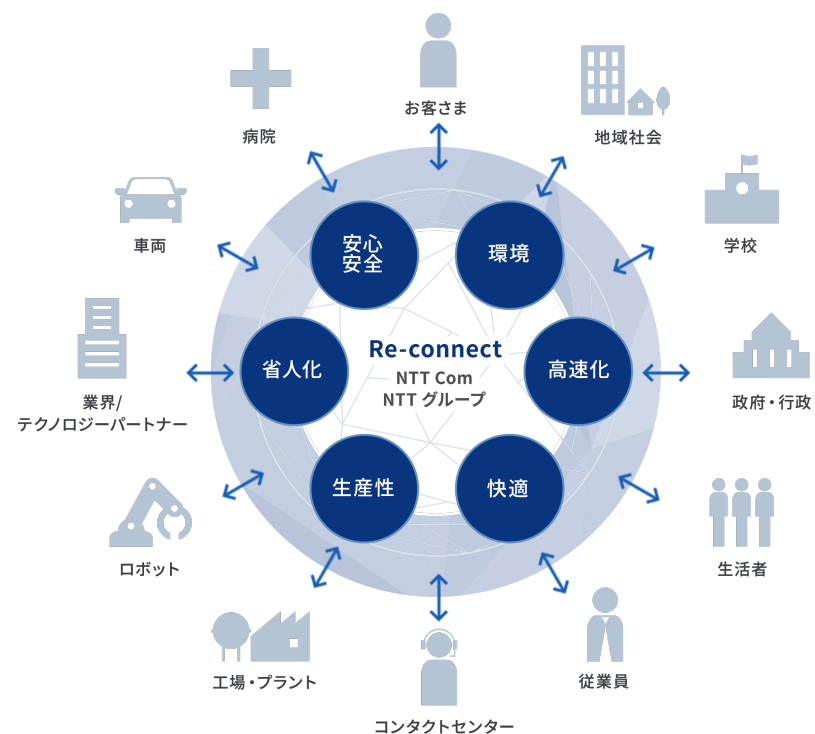 お客さま
病院
地域社会
車両
学校
安心
安全
環境
業界/
テクノロジーパートナー
省人化
Re-connect
NTT Com
NTT グループ
高速化
政府・行政
生産性
快適
ロボット
生活者
工場・プラント
従業員
コンタクトセンター